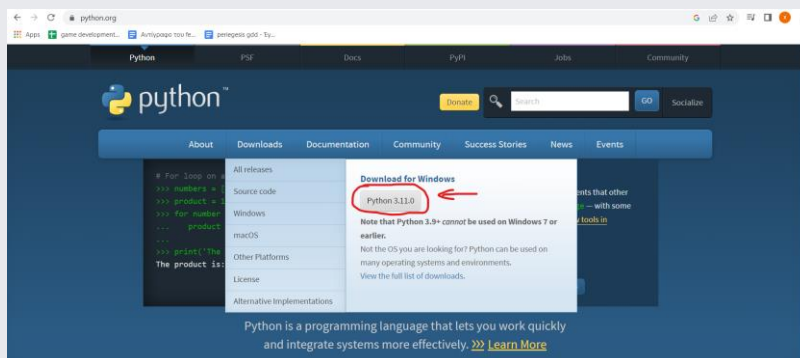 python.org
Apps
game development...
Αντίγραφο του fe...
periegesis gdd - Έγ...
Python
PSF
Docs
PyPI
Jobs
Community
python™
Donate
Search
GO
Socialize
About
Downloads
Documentation
Community
Success Stories
News
Events
# For loop on a
>>> numbers = [
>>> product = 1
>>> for number
... product
...
>>> print('The
The product is:
All releases
Source code
Windows
macOS
Other Platforms
License
Alternative Implementations
Download for Windows
Python 3.11.0
Note that Python 3.9+ cannot be used on Windows 7 or
earlier.
Not the OS you are looking for? Python can be used on
many operating systems and environments.
View the full list of downloads.
ents that other
— with some
tools in
Python is a programming language that lets you work quickly
and integrate systems more effectively. >>> Learn More